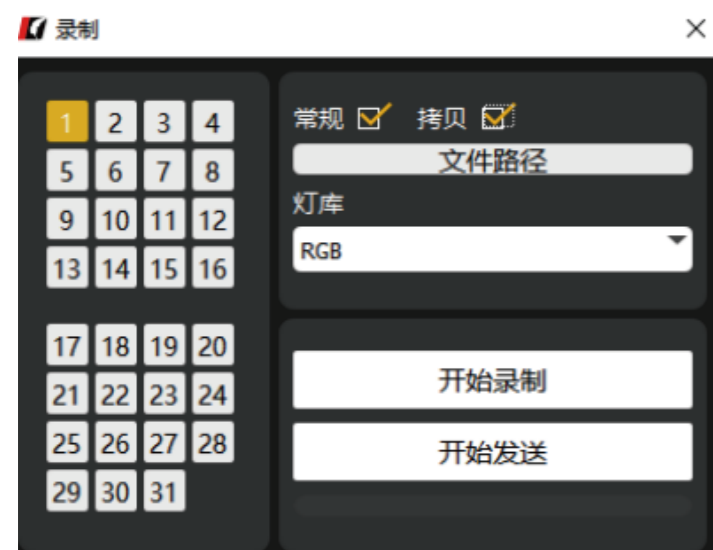 录制
1 2 3 4
5 6 7 8
9 10 11 12
13 14 15 16
17 18 19 20
21 22 23 24
25 26 27 28
29 30 31
常规 拷贝
文件路径
灯库
RGB
开始录制
开始发送